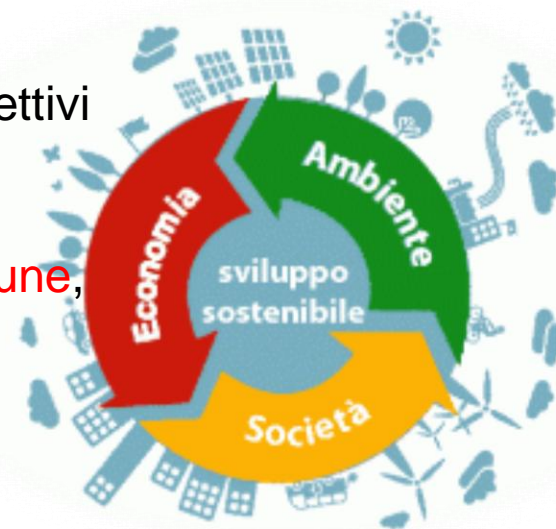 ettivi
une,
Ambiente
Economia
sviluppo
sostenibile
Società